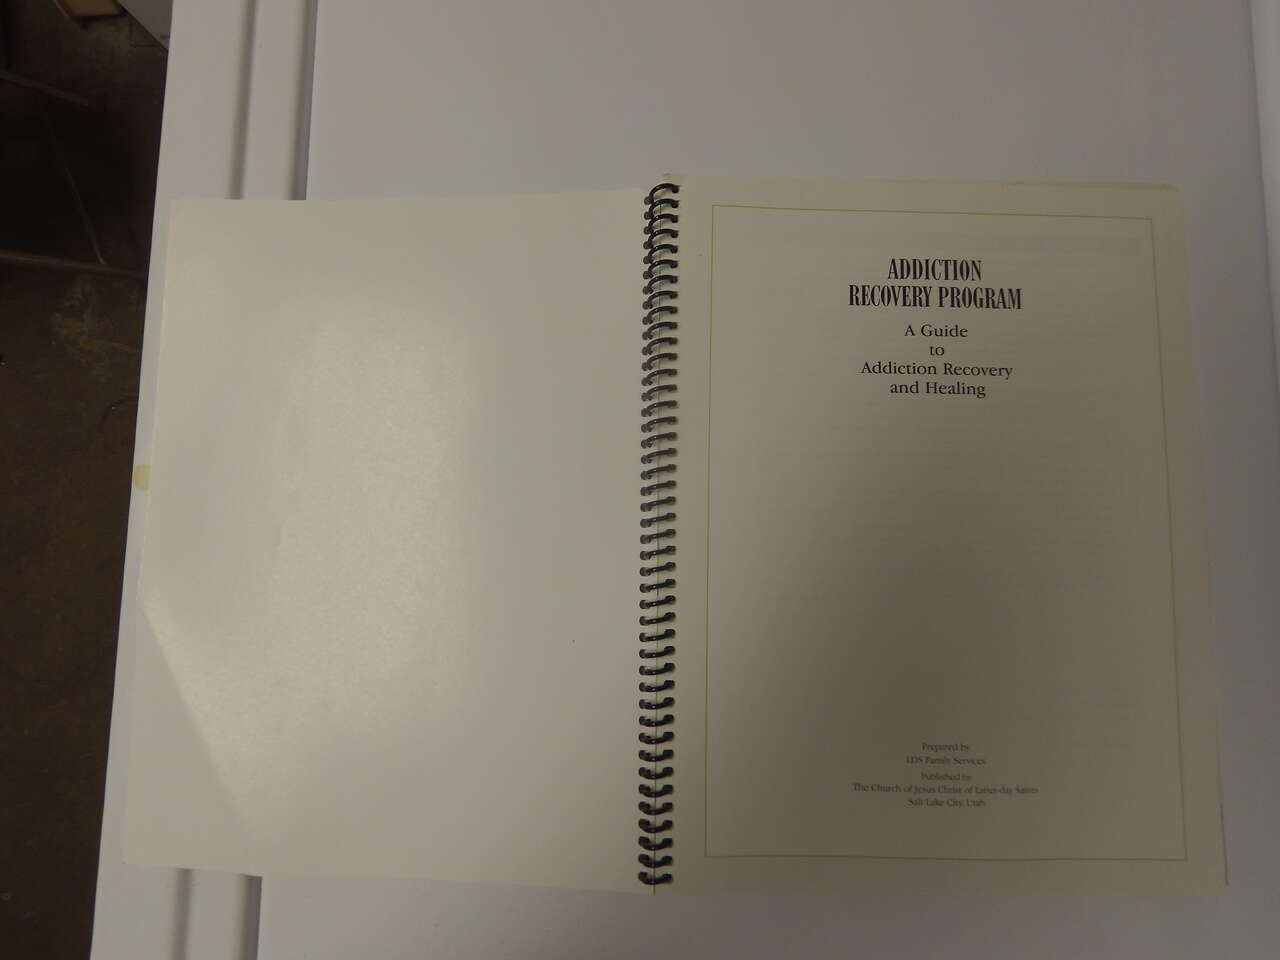 ADDICTION
RECOVERY PROGRAM
A Guide
to
Addiction Recovery
and Healing
Prepared by
LDS Family Services
Published by
The Church of Jesus Christ of Latter-day Saints
Salt Lake City, Utah